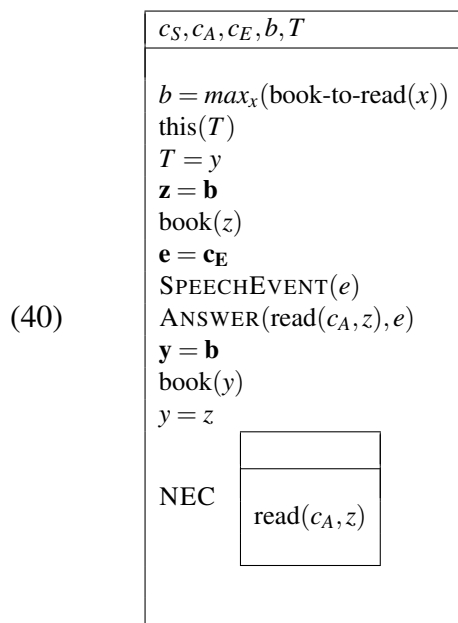 c_S, c_A, c_E, b, T
b = max_x(book-to-read(x))
this(T)
T = y
z = b
book(z)
e = c_E
SPEECHEVENT(e)
(40) ANSWER(read(c_A, z), e)
y = b
book(y)
y = z
NEC read(c_A, z)